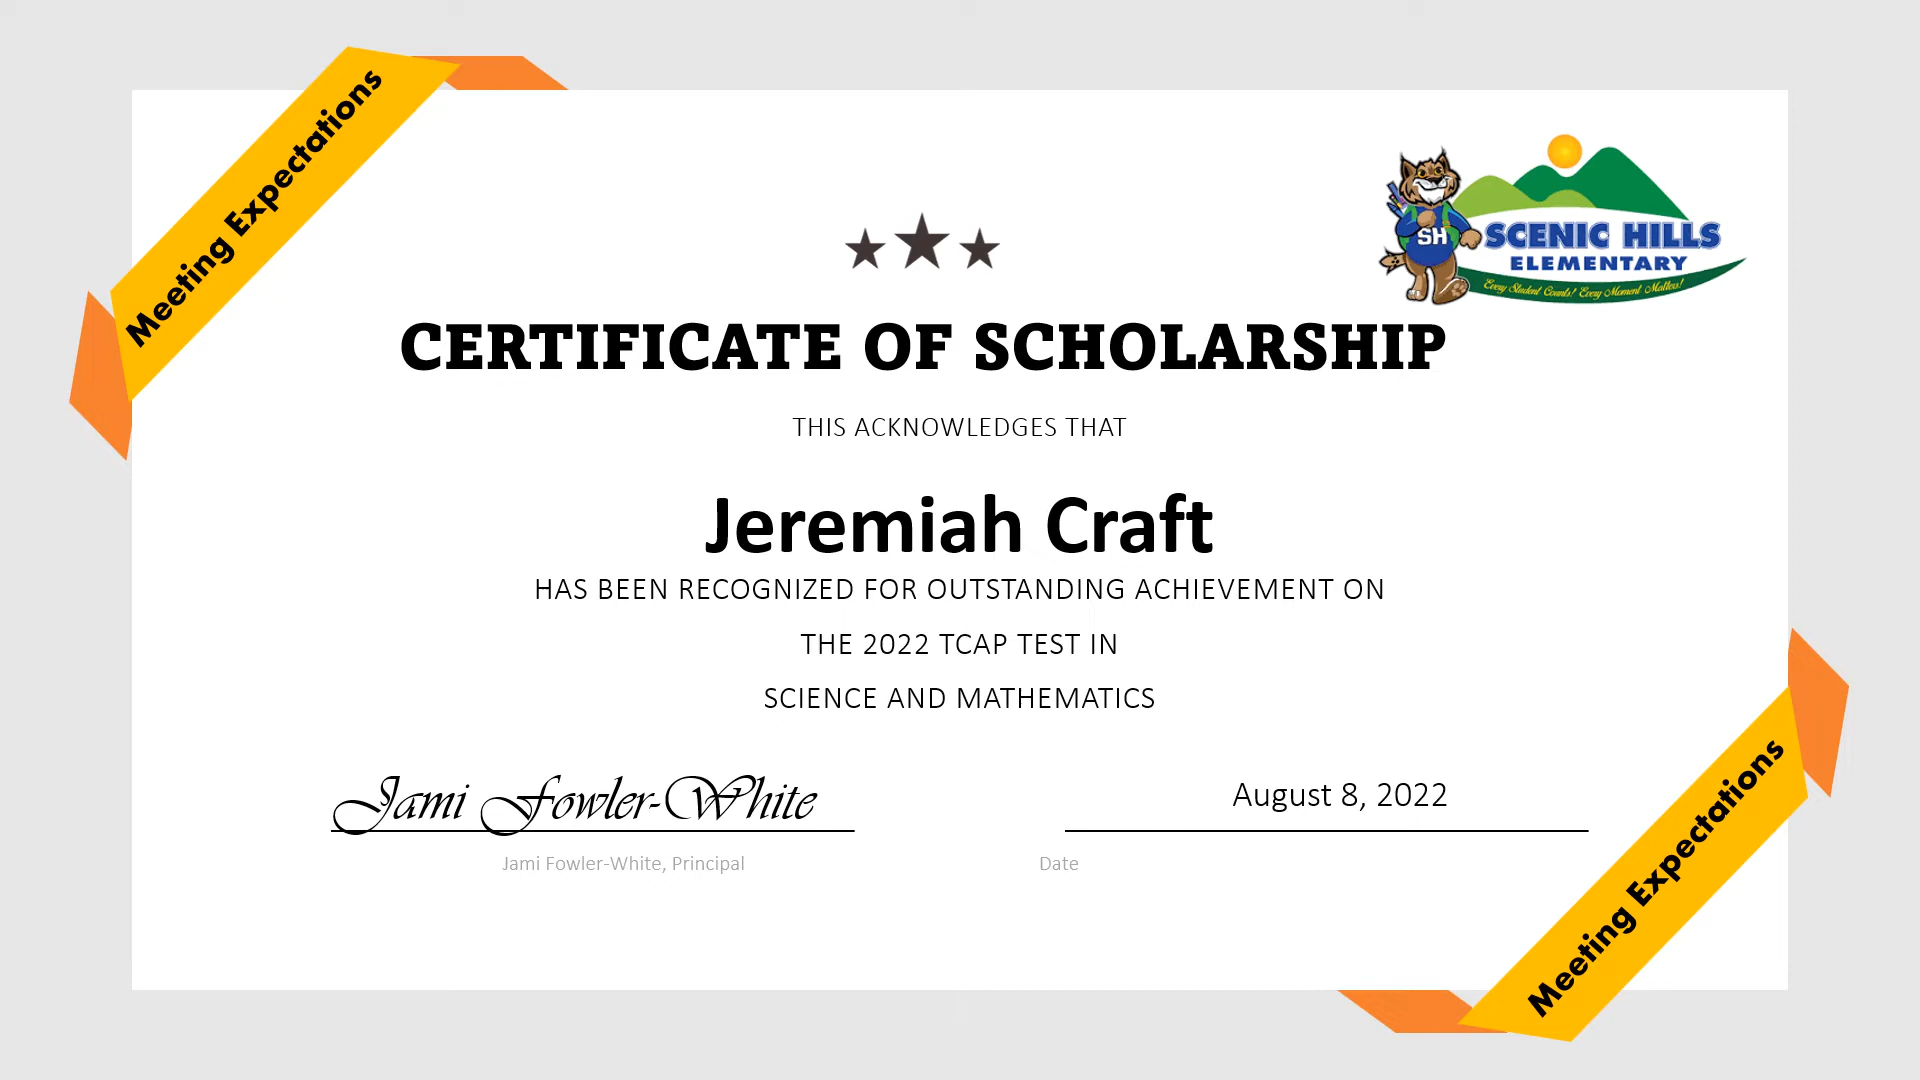 Meeting Expectations
SH
SCENIC HILLS
ELEMENTARY
Every Student Counts! Every Moment Matters!
CERTIFICATE OF SCHOLARSHIP
THIS ACKNOWLEDGES THAT
Jeremiah Craft
HAS BEEN RECOGNIZED FOR OUTSTANDING ACHIEVEMENT ON
THE 2022 TCAP TEST IN
SCIENCE AND MATHEMATICS
Jami Fowler-White
August 8, 2022
Jami Fowler-White, Principal
Date
Meeting Expectations